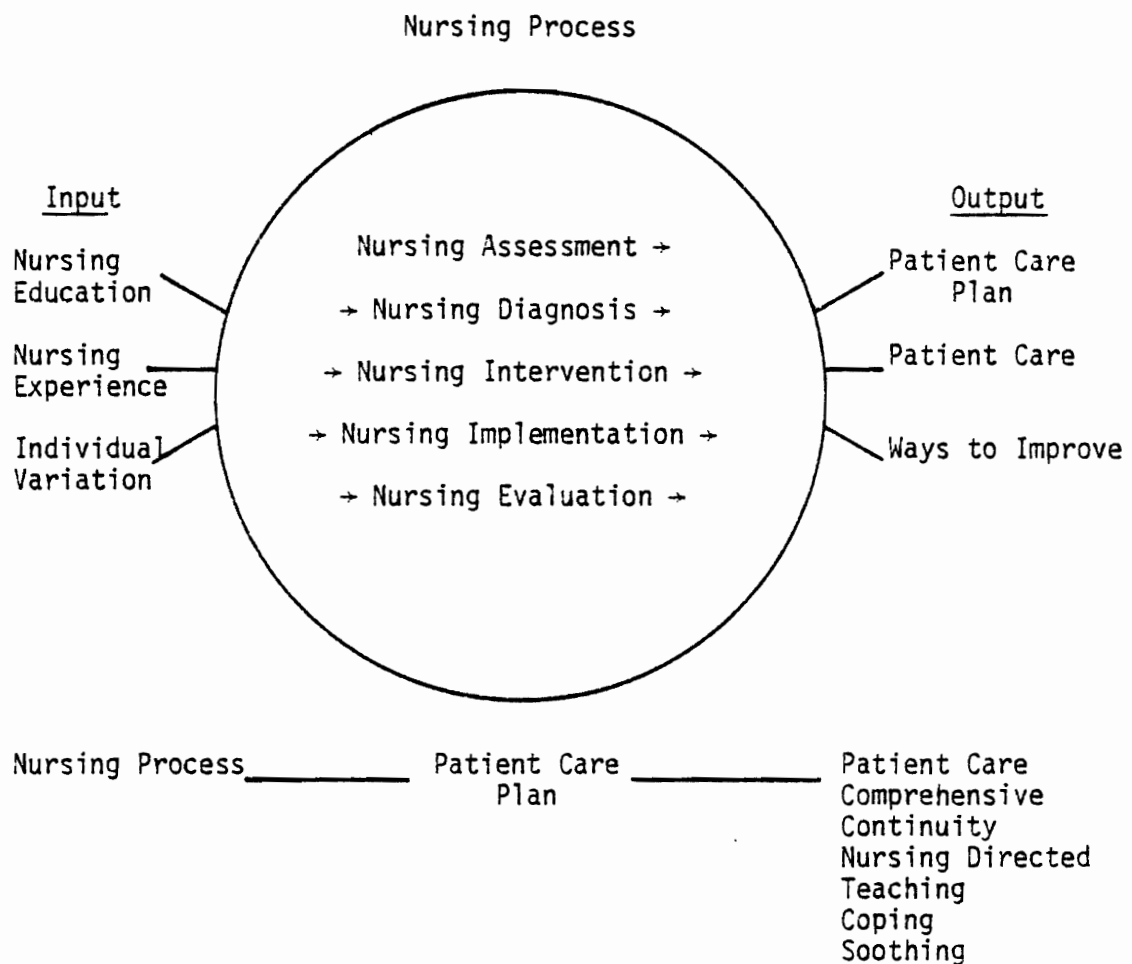 Nursing Process
Input
Nursing
Education
Nursing
Experience
Individual
Variation
Nursing Assessment →
→ Nursing Diagnosis →
→ Nursing Intervention →
→ Nursing Implementation →
→ Nursing Evaluation →
Output
Patient Care
Plan
Patient Care
Ways to Improve
Nursing Process
Patient Care
Plan
Patient Care
Comprehensive
Continuity
Nursing Directed
Teaching
Coping
Soothing